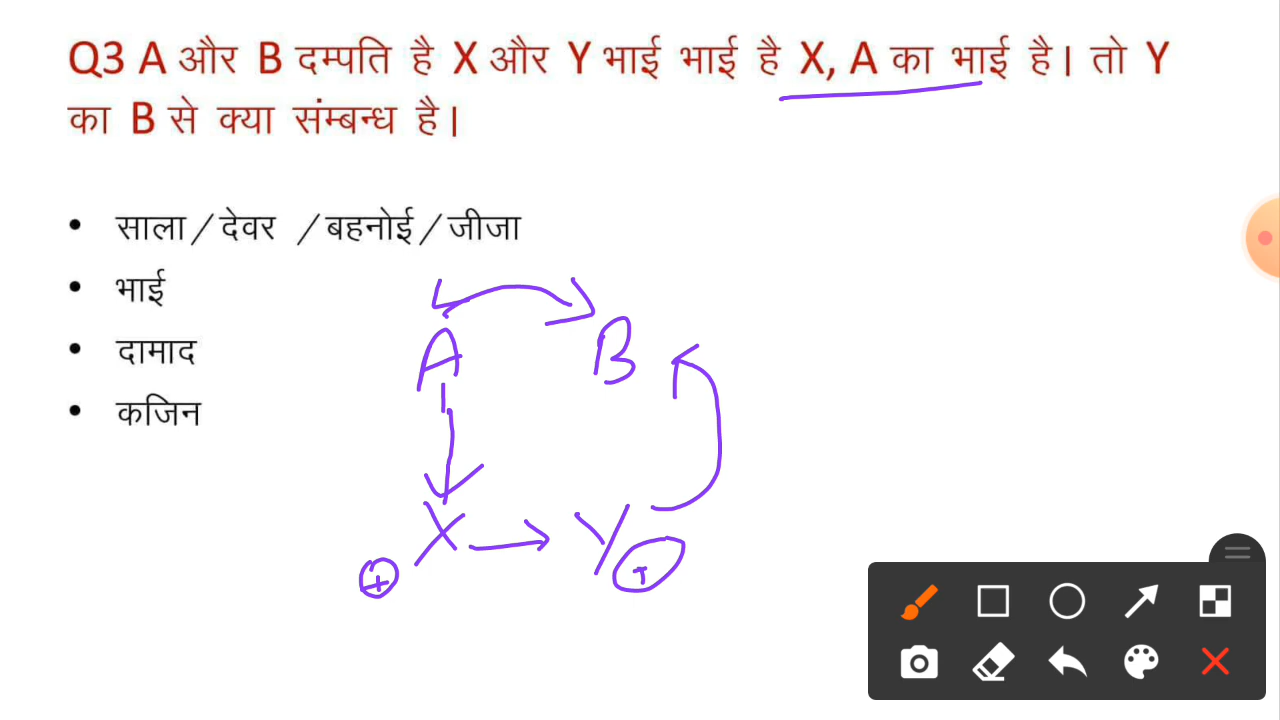 Q3 A और B दम्पति है X और Y भाई भाई है X, A का भाई है। तो Y
का B से क्या संम्बन्ध है।
• साला/देवर /बहनोई/जीजा
• भाई
• दामाद
• कजिन
A B
X Y
+ +